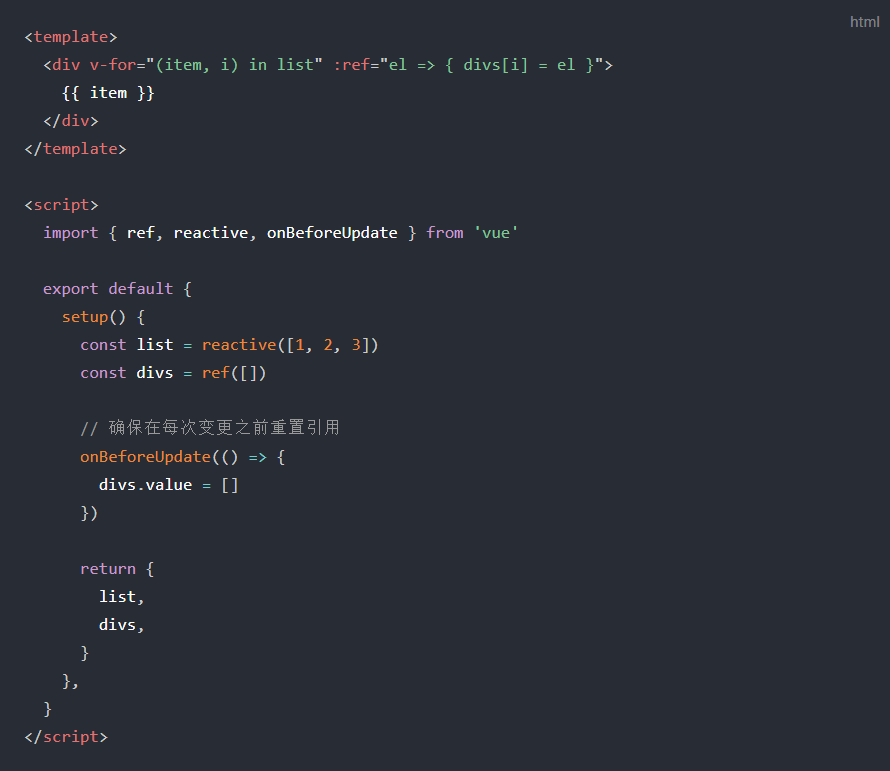 html
<template>
<div v-for="(item, i) in list" :ref="el => { divs[i] = el }">
{{ item }}
</div>
</template>
<script>
import { ref, reactive, onBeforeUpdate } from 'vue'
export default {
setup() {
const list = reactive([1, 2, 3])
const divs = ref([])
// 确保在每次变更之前重置引用
onBeforeUpdate(() => {
divs.value = []
})
return {
list,
divs,
}
},
}
</script>